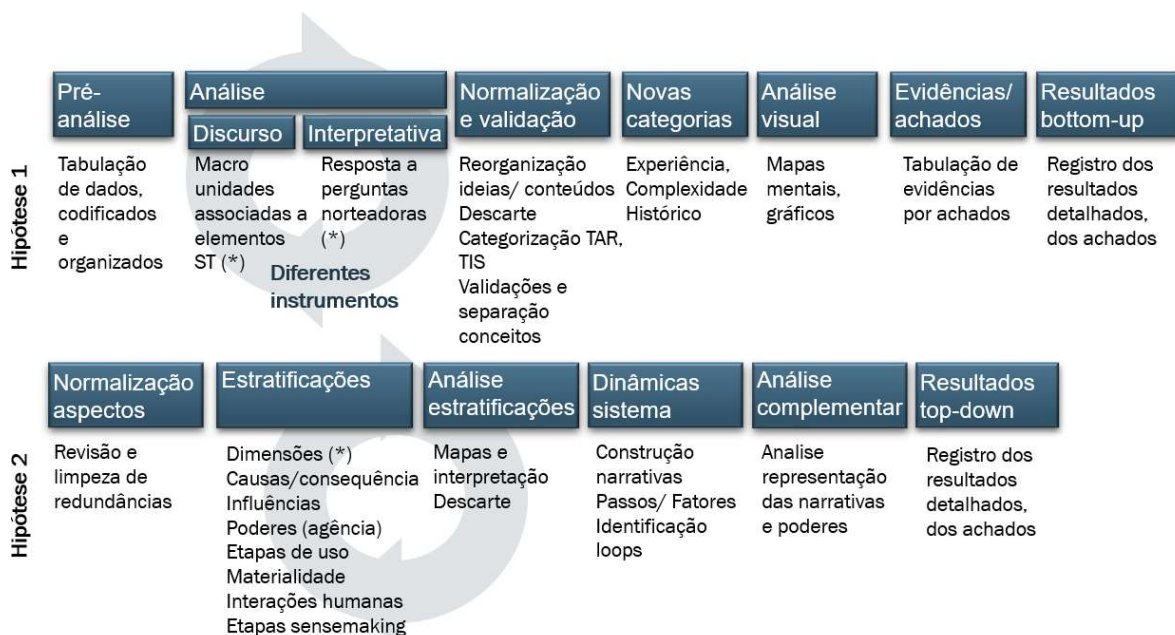 Hipótese 1
Pré-
análise
Tabulação
de dados,
codificados
e
organizados
Análise
Discurso
Macro
unidades
associadas a
elementos
ST (*)
Interpretativa
Resposta a
perguntas
norteadoras
(*)
Diferentes
instrumentos
Normalização
e validação
Reorganização
ideias/ conteúdos
Descarte
Categorização TAR,
TIS
Validações e
separação
conceitos
Novas
categorias
Experiência,
Complexidade
Histórico
Análise
visual
Mapas
mentais,
gráficos
Evidências/
achados
Tabulação de
evidências
por achados
Resultados
bottom-up
Registro dos
resultados
detalhados,
dos achados
Hipótese 2
Normalização
aspectos
Revisão e
limpeza de
redundâncias
Estratificações
Dimensões (*)
Causas/consequência
Influências
Poderes (agência)
Etapas de uso
Materialidade
Interações humanas
Etapas sensemaking
Análise
estratificações
Mapas e
interpretação
Descarte
Dinâmicas
sistema
Construção
narrativas
Passos/ Fatores
Identificação
loops
Análise
complementar
Analise
representação
das narrativas
e poderes
Resultados
top-down
Registro dos
resultados
detalhados,
dos achados